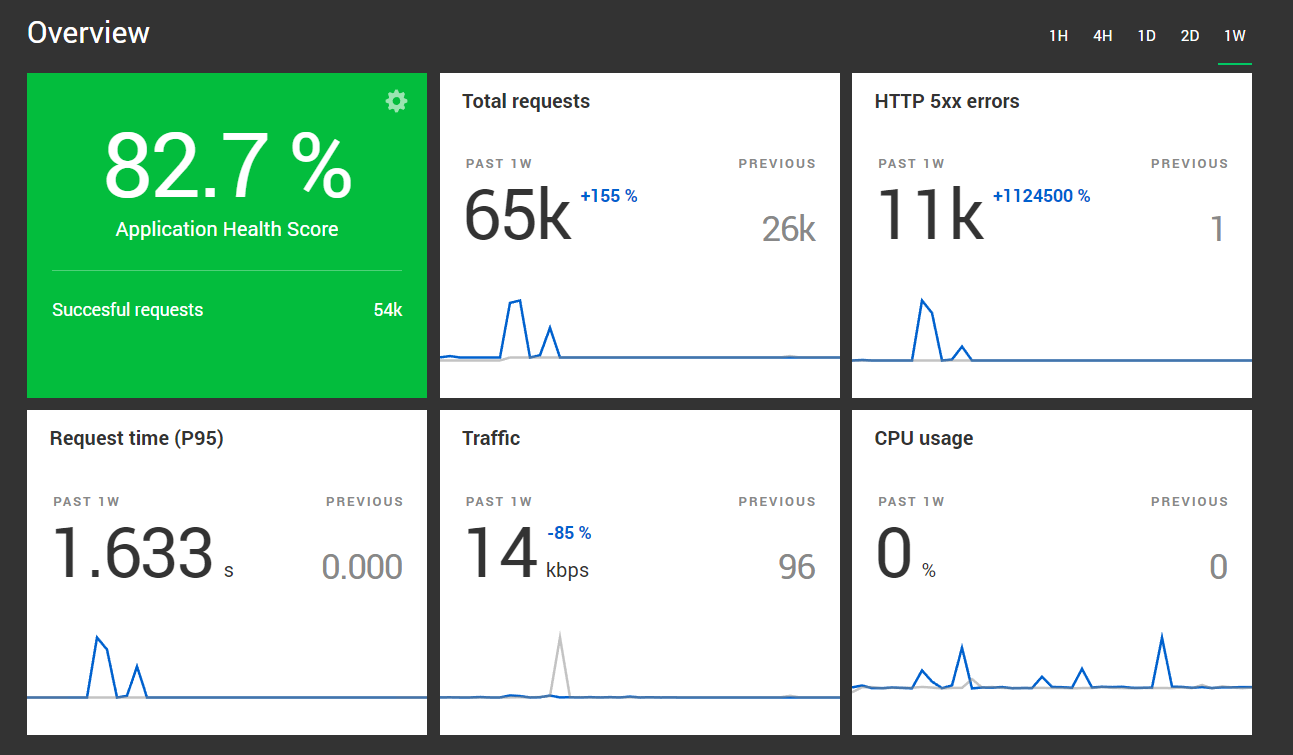 Overview
1H 4H 1D 2D 1W
82.7 %
Application Health Score
Succesful requests 54k
Total requests
PAST 1W PREVIOUS
65k +155 % 26k
HTTP 5xx errors
PAST 1W PREVIOUS
11k +1124500 % 1
Request time (P95)
PAST 1W PREVIOUS
1.633 s 0.000
Traffic
PAST 1W PREVIOUS
14 -85 % kbps 96
CPU usage
PAST 1W PREVIOUS
0 % 0